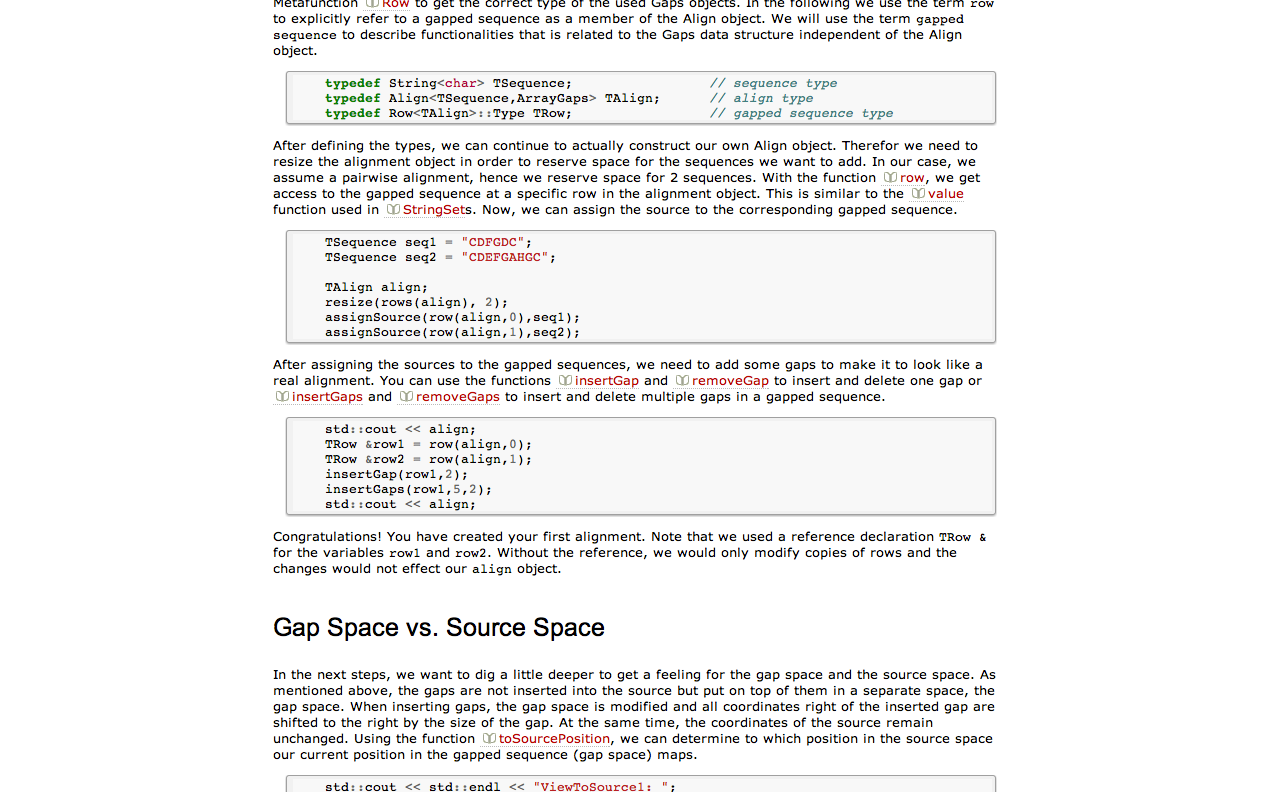 Metafunction Row to get the correct type of the used Gaps objects. In the following we use the term row
to explicitly refer to a gapped sequence as a member of the Align object. We will use the term gapped
sequence to describe functionalities that is related to the Gaps data structure independent of the Align
object.
typedef String<char> TSequence; // sequence type
typedef Align<TSequence,ArrayGaps> TAlign; // align type
typedef Row<TAlign>::Type TRow; // gapped sequence type
After defining the types, we can continue to actually construct our own Align object. Therefor we need to
resize the alignment object in order to reserve space for the sequences we want to add. In our case, we
assume a pairwise alignment, hence we reserve space for 2 sequences. With the function row, we get
access to the gapped sequence at a specific row in the alignment object. This is similar to the value
function used in StringSets. Now, we can assign the source to the corresponding gapped sequence.
TSequence seq1 = "CDFGDC";
TSequence seq2 = "CDEFGAHGC";
TAlign align;
resize(rows(align), 2);
assignSource(row(align,0),seq1);
assignSource(row(align,1),seq2);
After assigning the sources to the gapped sequences, we need to add some gaps to make it to look like a
real alignment. You can use the functions insertGap and removeGap to insert and delete one gap or
insertGaps and removeGaps to insert and delete multiple gaps in a gapped sequence.
std::cout << align;
TRow &row1 = row(align,0);
TRow &row2 = row(align,1);
insertGap(row1,2);
insertGaps(row1,5,2);
std::cout << align;
Congratulations! You have created your first alignment. Note that we used a reference declaration TRow &
for the variables row1 and row2. Without the reference, we would only modify copies of rows and the
changes would not effect our align object.
Gap Space vs. Source Space
In the next steps, we want to dig a little deeper to get a feeling for the gap space and the source space. As
mentioned above, the gaps are not inserted into the source but put on top of them in a separate space, the
gap space. When inserting gaps, the gap space is modified and all coordinates right of the inserted gap are
shifted to the right by the size of the gap. At the same time, the coordinates of the source remain
unchanged. Using the function toSourcePosition, we can determine to which position in the source space
our current position in the gapped sequence (gap space) maps.
std::cout << std::endl << "ViewToSource1: ";